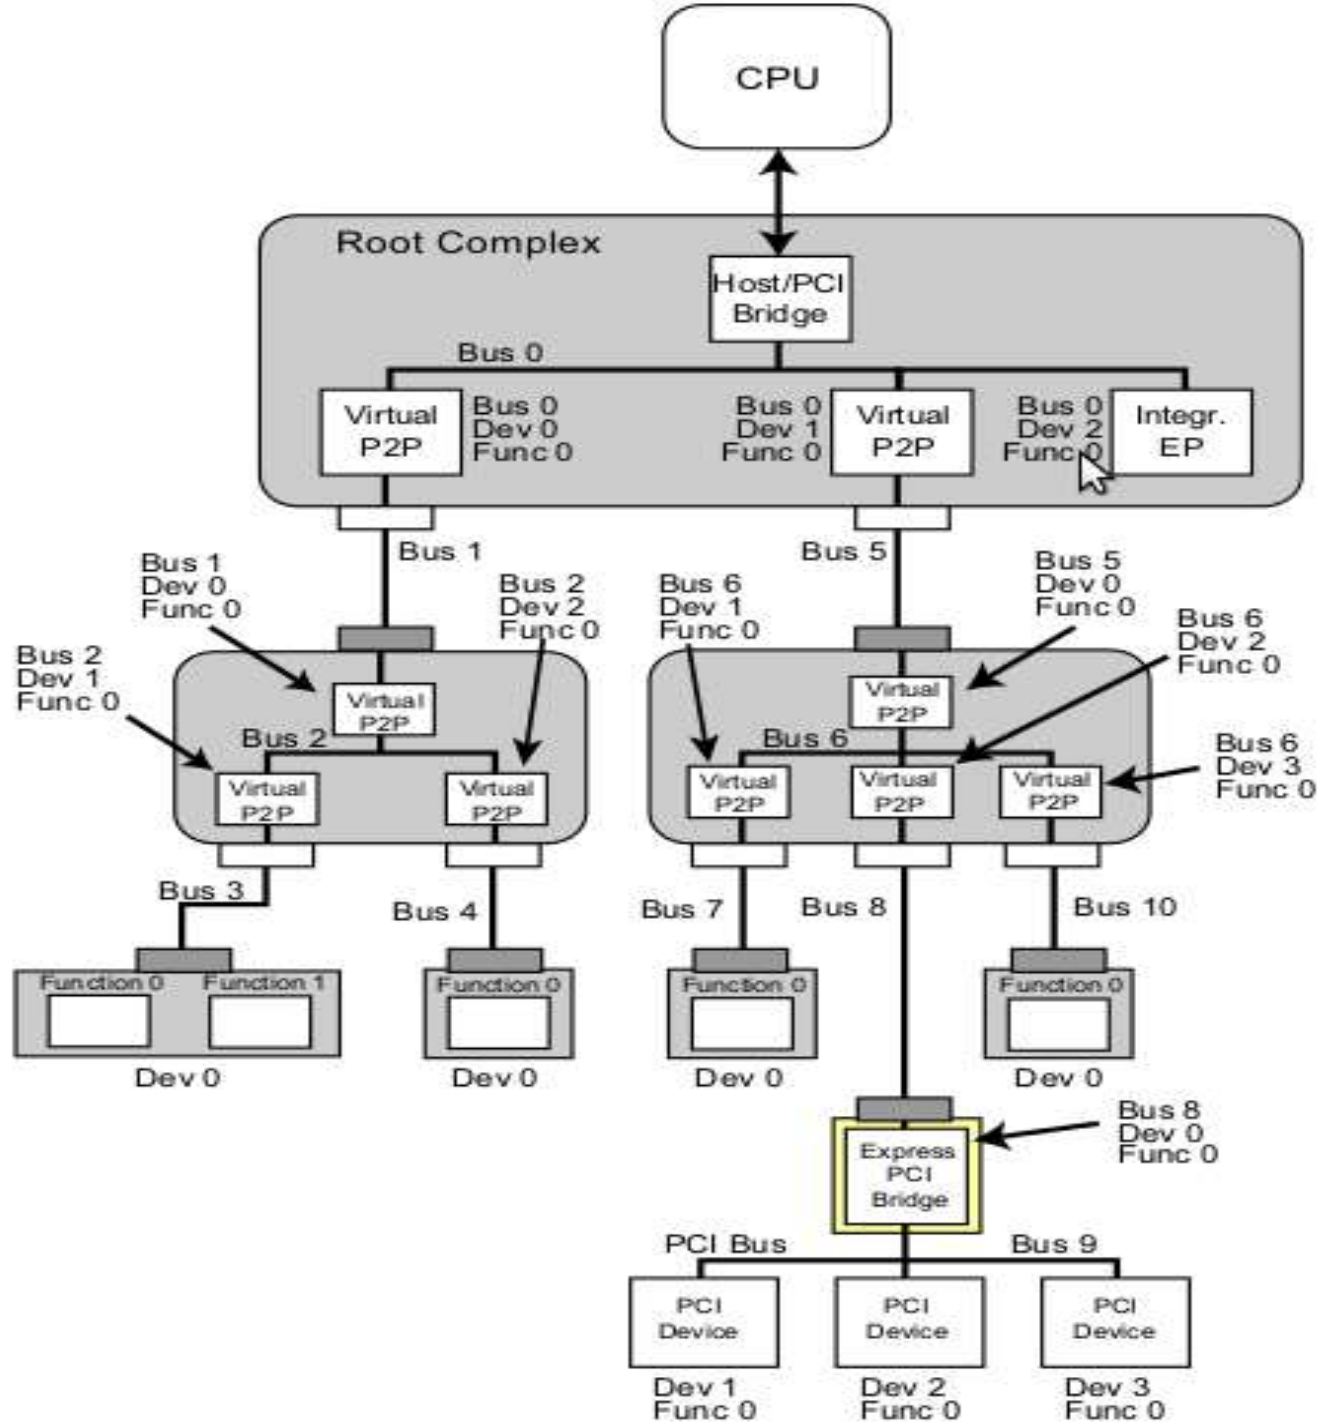 CPU
Root Complex
Host/PCI
Bridge
Bus 0
Virtual
P2P
Bus 0
Dev 0
Func 0
Bus 0
Dev 1
Func 0
Virtual
P2P
Bus 0
Dev 2
Func 0
Integr.
EP
Bus 1
Bus 5
Bus 1
Dev 0
Func 0
Bus 2
Dev 2
Func 0
Bus 6
Dev 1
Func 0
Bus 5
Dev 0
Func 0
Bus 6
Dev 2
Func 0
Bus 2
Dev 1
Func 0
Virtual
P2P
Bus 2
Virtual
P2P
Virtual
P2P
Virtual
P2P
Bus 6
Virtual
P2P
Virtual
P2P
Virtual
P2P
Bus 6
Dev 3
Func 0
Bus 3
Bus 4
Bus 7
Bus 8
Bus 10
Function 0
Function 1
Dev 0
Function 0
Dev 0
Function 0
Dev 0
Function 0
Dev 0
Express
PCI
Bridge
Bus 8
Dev 0
Func 0
PCI Bus
Bus 9
PCI
Device
PCI
Device
PCI
Device
Dev 1
Func 0
Dev 2
Func 0
Dev 3
Func 0